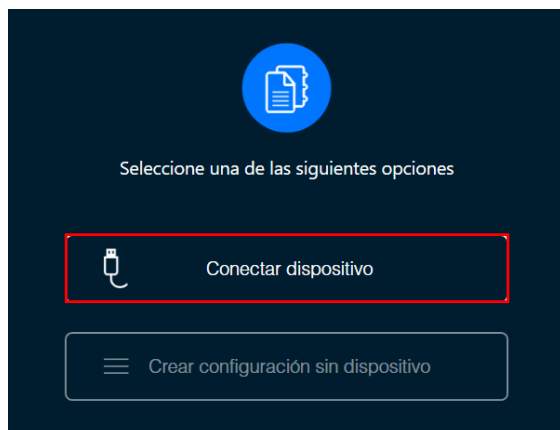 Seleccione una de las siguientes opciones
Conectar dispositivo
Crear configuración sin dispositivo